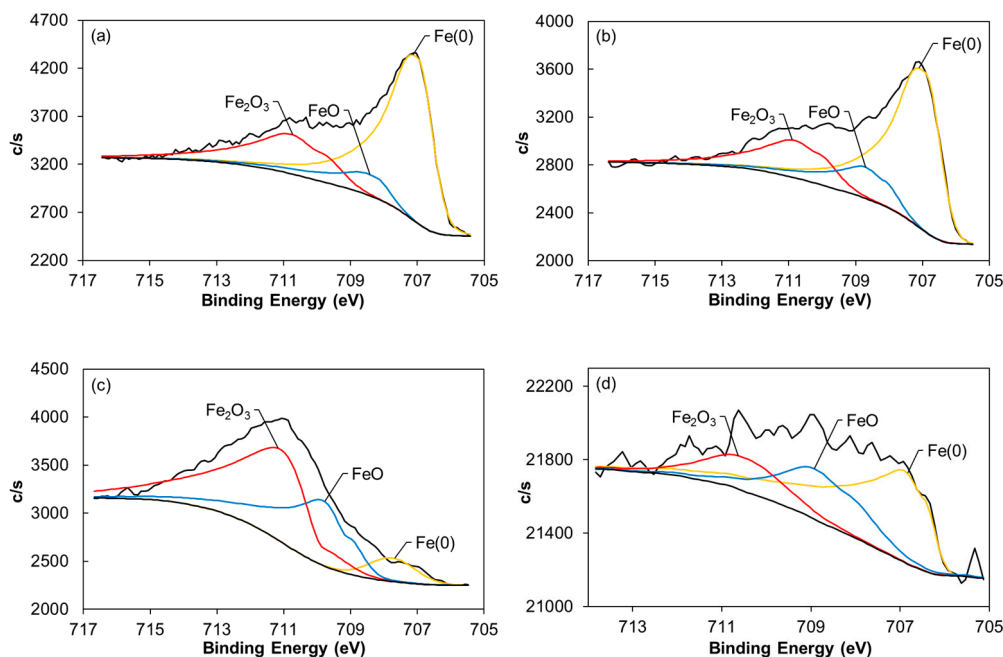 (a)
4700
4200
3700
3200
2700
2200
c/s
Fe(0)
Fe₂O₃
FeO
717 715 713 711 709 707 705
Binding Energy (eV)
(b)
4000
3600
3200
2800
2400
2000
c/s
Fe(0)
Fe₂O₃
FeO
717 715 713 711 709 707 705
Binding Energy (eV)
(c)
4500
4000
3500
3000
2500
2000
c/s
Fe₂O₃
FeO
Fe(0)
717 715 713 711 709 707 705
Binding Energy (eV)
(d)
22200
21800
21400
21000
c/s
Fe₂O₃
FeO
Fe(0)
713 711 709 707 705
Binding Energy (eV)